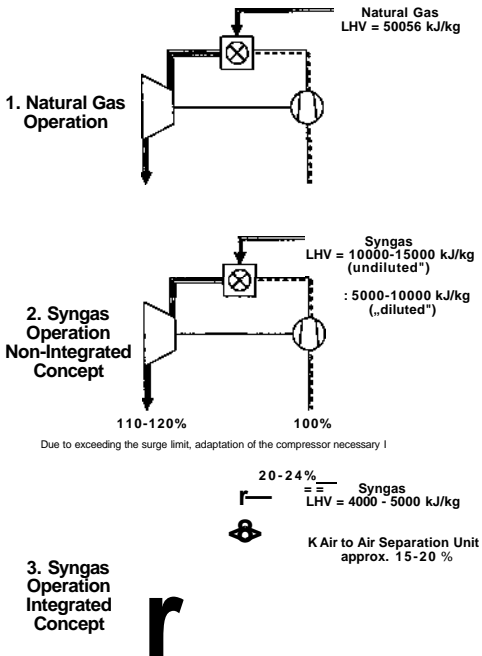 Natural Gas
LHV = 50056 kJ/kg
1. Natural Gas
Operation
Syngas
LHV = 10000-15000 kJ/kg
(undiluted")
: 5000-10000 kJ/kg
(„diluted")
2. Syngas
Operation
Non-Integrated
Concept
110-120%
100%
Due to exceeding the surge limit, adaptation of the compressor necessary I
20-24%
Syngas
LHV = 4000 - 5000 kJ/kg
K Air to Air Separation Unit
approx. 15-20 %
3. Syngas
Operation
Integrated
Concept